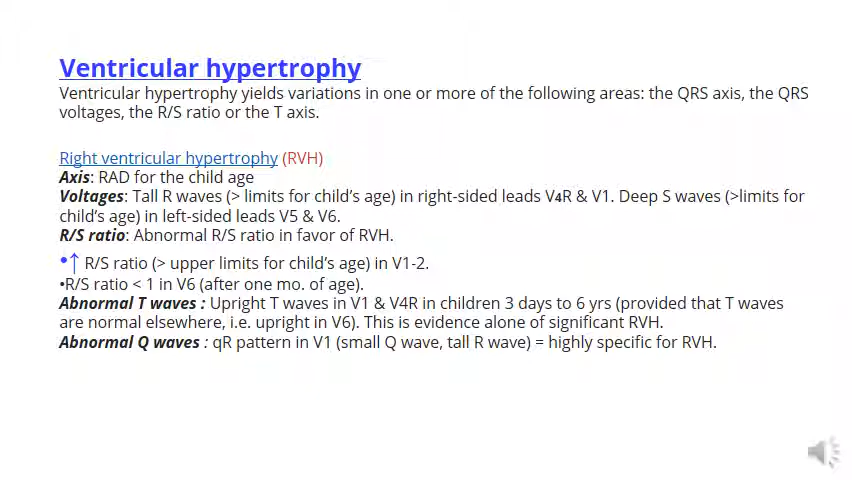 Ventricular hypertrophy
Ventricular hypertrophy yields variations in one or more of the following areas: the QRS axis, the QRS
voltages, the R/S ratio or the T axis.
Right ventricular hypertrophy (RVH)
Axis: RAD for the child age
Voltages: Tall R waves (> limits for child’s age) in right-sided leads V4R & V1. Deep S waves (>limits for
child’s age) in left-sided leads V5 & V6.
R/S ratio: Abnormal R/S ratio in favor of RVH.
•↑ R/S ratio (> upper limits for child’s age) in V1-2.
•R/S ratio < 1 in V6 (after one mo. of age).
Abnormal T waves : Upright T waves in V1 & V4R in children 3 days to 6 yrs (provided that T waves
are normal elsewhere, i.e. upright in V6). This is evidence alone of significant RVH.
Abnormal Q waves : qR pattern in V1 (small Q wave, tall R wave) = highly specific for RVH.